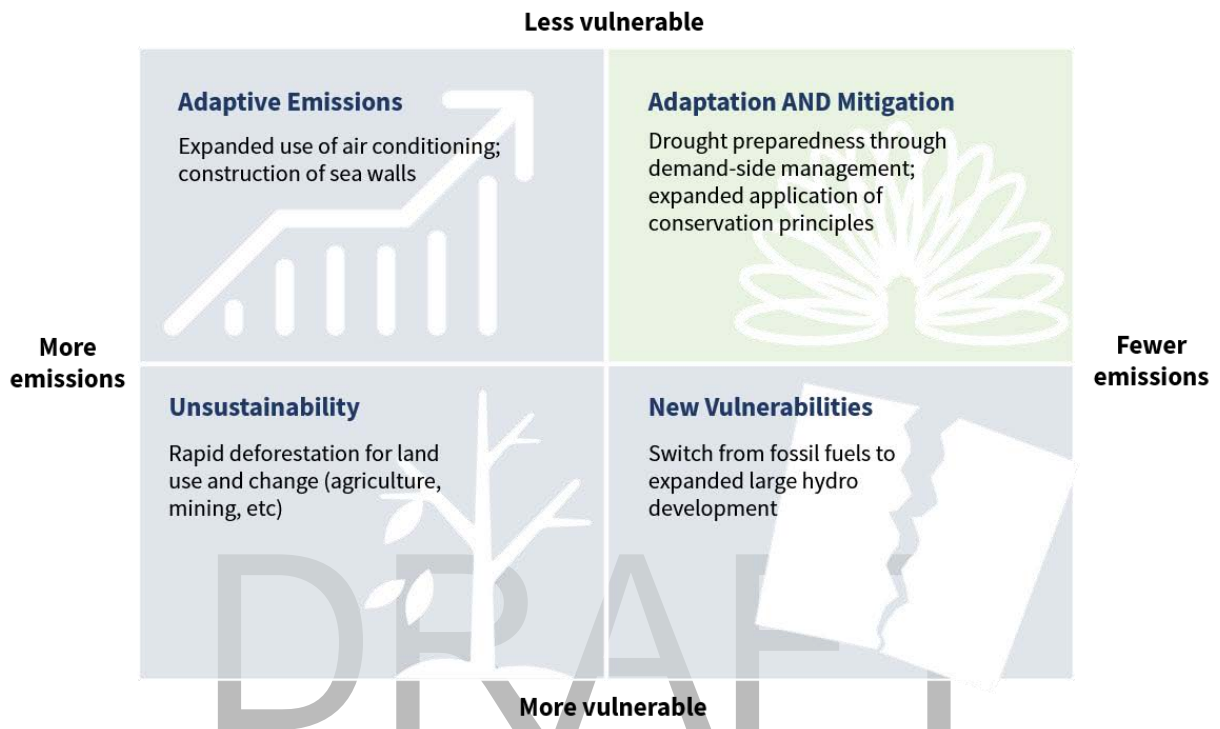 Less vulnerable
Adaptive Emissions
Expanded use of air conditioning;
construction of sea walls
Adaptation AND Mitigation
Drought preparedness through
demand-side management;
expanded application of
conservation principles
More
emissions
Fewer
emissions
Unsustainability
Rapid deforestation for land
use and change (agriculture,
mining, etc)
New Vulnerabilities
Switch from fossil fuels to
expanded large hydro
development
DRAFT
More vulnerable